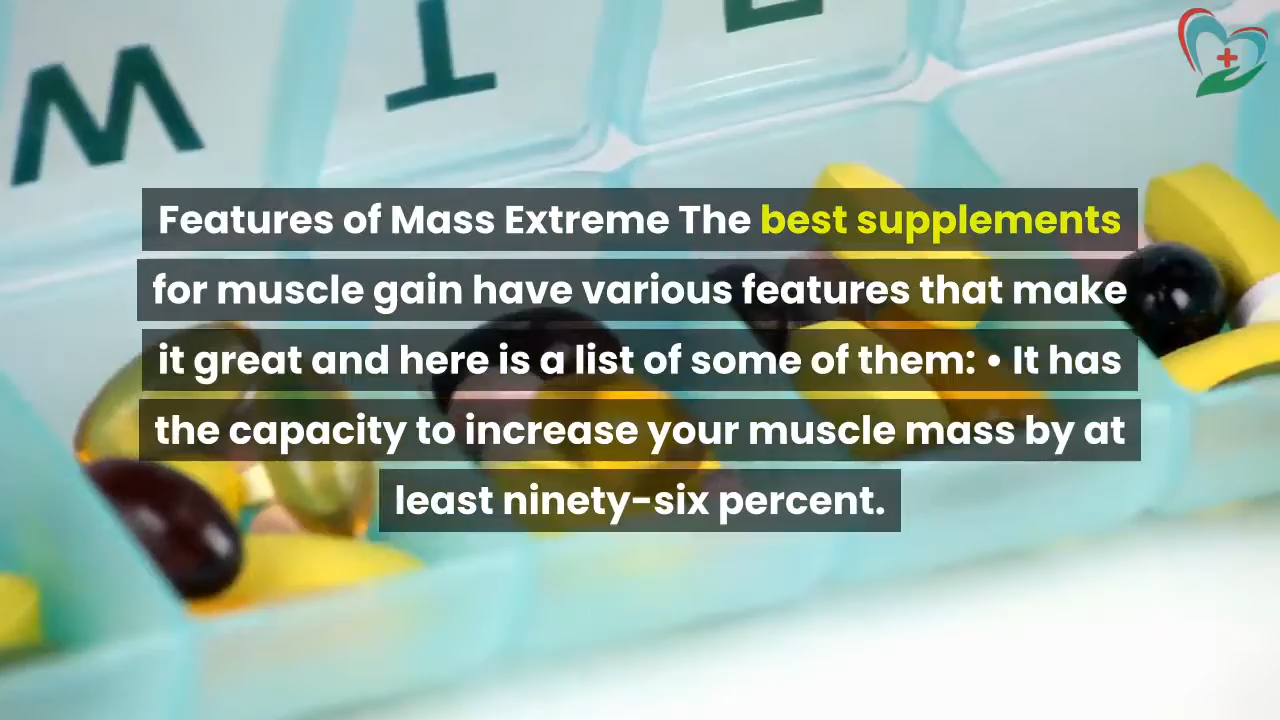 W T F
Features of Mass Extreme The best supplements
for muscle gain have various features that make
it great and here is a list of some of them: • It has
the capacity to increase your muscle mass by at
least ninety-six percent.